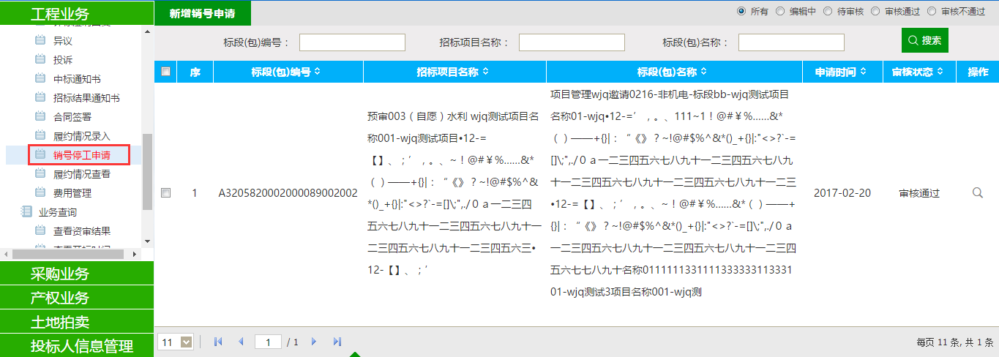 工程业务
异议
投诉
中标通知书
招标结果通知书
合同签署
履约情况录入
销号停工申请
履约情况查看
费用管理
业务查询
查看资审结果
采购业务
产权业务
土地拍卖
投标人信息管理
新增销号申请
所有 编辑中 待审核 审核通过 审核不通过
标段(包)编号： 招标项目名称： 标段(包)名称： 搜索
序 标段(包)编号 招标项目名称 标段(包)名称 申请时间 审核状态 操作
1
A3205820002000089002002
预审003（自愿）水利 wjq测试项目名
称001-wjq测试项目•12-=
【】、；’，。、~！@#￥%……&*
（）——+{}|：“《》？~!@#$%^&
*()_+{}|:"<>?`-=[]\;",./０ａ一二三四
五六七八九十一二三四五六七八九十一
二三四五六七八九十一二三四五六三•
12-【】、；’
项目管理wjq邀请0216-非机电-标段bb-wjq测试项目
名称01-wjq•12-=’，。、111~1！@#￥%……&*
（）——+{}|：“《》？~!@#$%^&*()_+{}|:"<>?`-=
[]\;",./０ａ一二三四五六七八九十一二三四五六七八九
十一二三四五六七八九十一二三四五六七八九十一二三
•12-=【】、；’，。、~！@#￥%……&*（）——+
{}|：“《》？~!@#$%^&*()_+{}|:"<>?`-=[]\;",./０ａ
一二三四五六七八九十一二三四五六七八九十一二三四
五六七七八九十名称0111111331111333333113331
01-wjq测试3项目名称001-wjq测
2017-02-20
审核通过
11 1 / 1 每页 11 条, 共 1 条